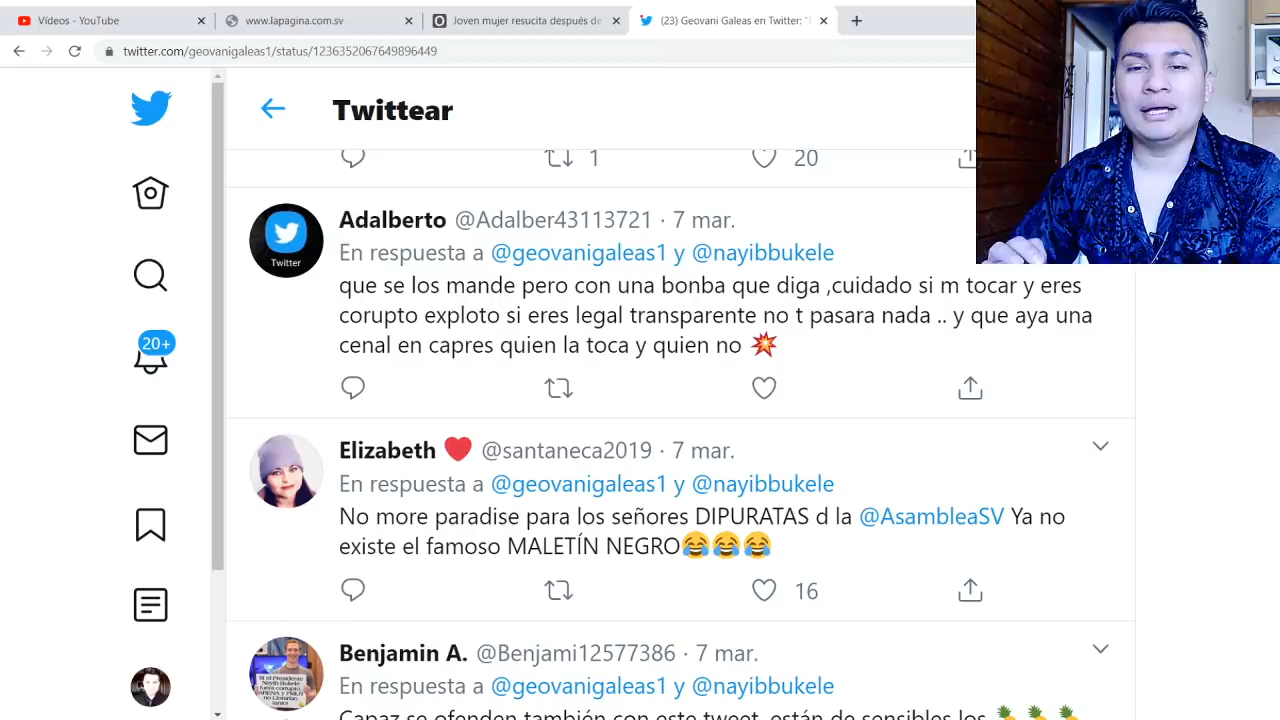 Vídeos - YouTube
www.lapagina.com.sv
Joven mujer resucita después de
(23) Geovani Galeas en Twitter: "
twitter.com/geovanigaleas1/status/1236352067649896449
Twittear
1
20
Adalberto @Adalber43113721 · 7 mar.
En respuesta a @geovanigaleas1 y @nayibbukele
que se los mande pero con una bonba que diga ,cuidado si m tocar y eres
corupto exploto si eres legal transparente no t pasara nada .. y que aya una
cenal en capres quien la toca y quien no 💥
Twitter
20+
Elizabeth ❤️ @santaneca2019 · 7 mar.
En respuesta a @geovanigaleas1 y @nayibbukele
No more paradise para los señores DIPURATAS d la @AsambleaSV Ya no
existe el famoso MALETÍN NEGRO😂😂😂
16
Benjamin A. @Benjami12577386 · 7 mar.
En respuesta a @geovanigaleas1 y @nayibbukele
Capaz se ofenden también con este tweet, están de sensibles los 🍍🍍🍍